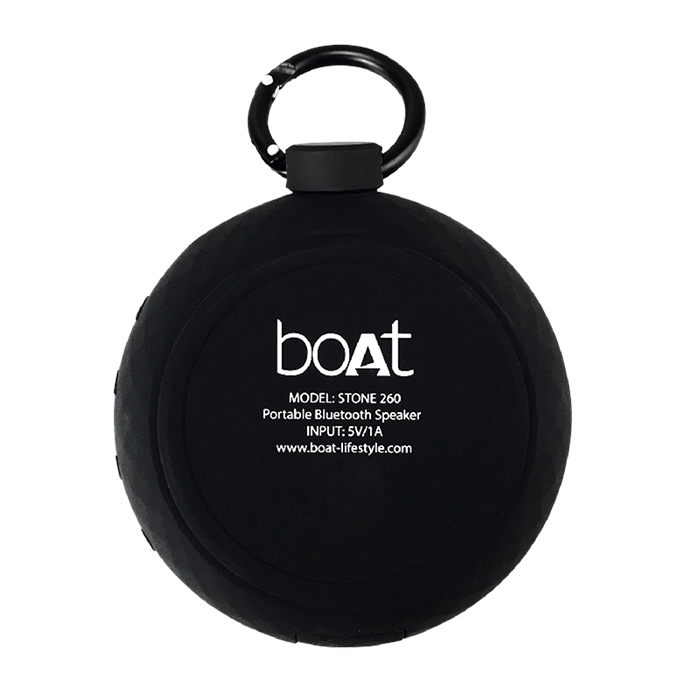 boAt
MODEL: STONE 260
Portable Bluetooth Speaker
INPUT: 5V/1A
www.boat-lifestyle.com